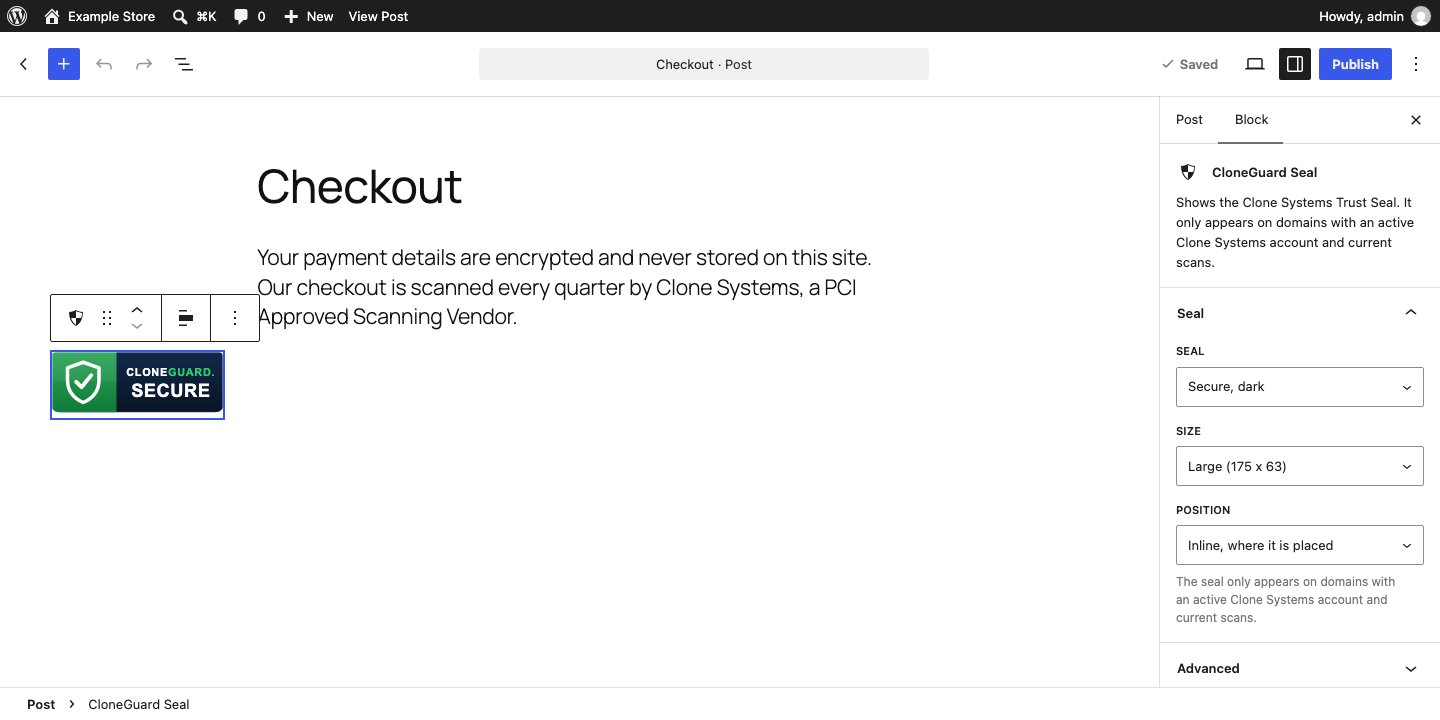 Example Store
⌘K
0
New
View Post
Howdy, admin
Checkout · Post
Saved
Publish
Post
Block
CloneGuard Seal
Shows the Clone Systems Trust Seal. It
only appears on domains with an active
Clone Systems account and current
scans.
Checkout
Your payment details are encrypted and never stored on this site.
Our checkout is scanned every quarter by Clone Systems, a PCI
Approved Scanning Vendor.
CLONEGUARD.
SECURE
Seal
SEAL
Secure, dark
SIZE
Large (175 x 63)
POSITION
Inline, where it is placed
The seal only appears on domains with
an active Clone Systems account and
current scans.
Advanced
Post
CloneGuard Seal